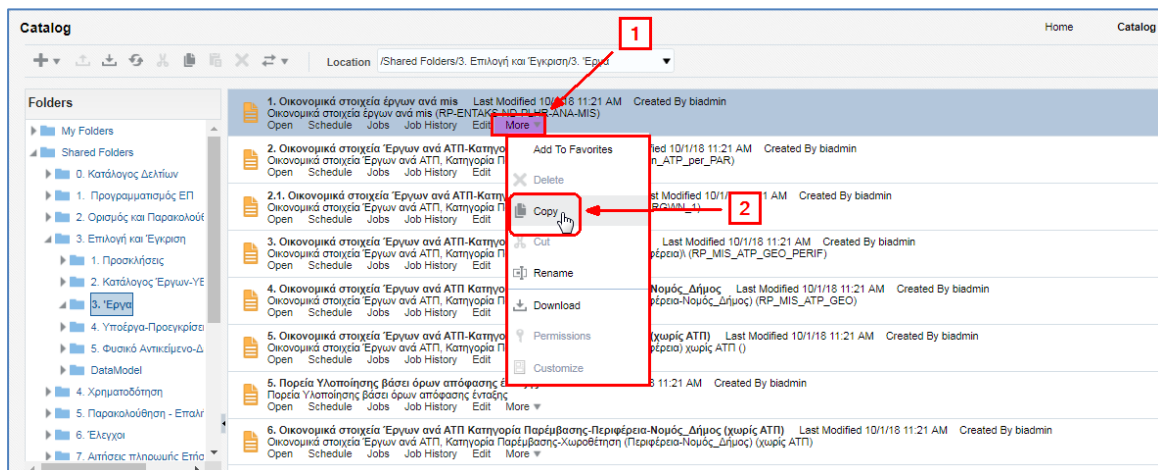 Catalog
Home Catalog
1
Location /Shared Folders/3. Επιλογή και Έγκριση/3. Έργα
Folders
My Folders
Shared Folders
0. Κατάλογος Δελτίων
1. Προγραμματισμός ΕΠ
2. Ορισμός και Παρακολούθ
3. Επιλογή και Έγκριση
1. Προσκλήσεις
2. Κατάλογος Έργων-ΥΕ
3. Έργα
4. Υποέργα-Προεγκρίσει
5. Φυσικό Αντικείμενο-Δ
DataModel
4. Χρηματοδότηση
5. Παρακολούθηση - Επαλή
6. Έλεγχοι
7. Αιτήσεις πληρωμής Ετήσ
1. Οικονομικά στοιχεία έργων ανά mis Last Modified 10/1/18 11:21 AM Created By biadmin
Οικονομικά στοιχεία έργων ανά mis (RP-ENTAKS-ND-PLHR-ANA-MIS)
Open Schedule Jobs Job History Edit More
2. Οικονομικά στοιχεία Έργων ανά ΑΤΠ-Κατηγο ied 10/1/18 11:21 AM Created By biadmin
Οικονομικά στοιχεία Έργων ανά ΑΤΠ, Κατηγορία Π n_ATP_per_PAR)
Open Schedule Jobs Job History Edit
2.1. Οικονομικά στοιχεία Έργων ανά ΑΤΠ-Κατη st Modified 10/1/ 1 AM Created By biadmin
Οικονομικά στοιχεία Έργων ανά ΑΤΠ, Κατηγορία Π RGWN_1)
Open Schedule Jobs Job History Edit
3. Οικονομικά στοιχεία Έργων ανά ΑΤΠ-Κατηγο Last Modified 10/1/18 11:21 AM Created By biadmin
Οικονομικά στοιχεία Έργων ανά ΑΤΠ, Κατηγορία Π φέρεια)\ (RP_MIS_ATP_GEO_PERIF)
Open Schedule Jobs Job History Edit
4. Οικονομικά στοιχεία Έργων ανά ΑΤΠ-Κατηγο Νομός_Δήμος) Last Modified 10/1/18 11:21 AM Created By biadmin
Οικονομικά στοιχεία Έργων ανά ΑΤΠ, Κατηγορία Π φέρεια-Νομός_Δήμος) (RP_MIS_ATP_GEO)
Open Schedule Jobs Job History Edit
5. Οικονομικά στοιχεία Έργων ανά ΑΤΠ-Κατηγο (χωρίς ΑΤΠ) Last Modified 10/1/18 11:21 AM Created By biadmin
Οικονομικά στοιχεία Έργων ανά ΑΤΠ, Κατηγορία Π φέρεια) χωρίς ΑΤΠ ()
Open Schedule Jobs Job History Edit
5. Πορεία Υλοποίησης βάσει όρων απόφασης έ 8 11:21 AM Created By biadmin
Πορεία Υλοποίησης βάσει όρων απόφασης ένταξης
Open Schedule Jobs Job History Edit More
6. Οικονομικά στοιχεία Έργων ανά ΑΤΠ Κατηγορία Παρέμβασης-Περιφέρεια-Νομός_Δήμος (χωρίς ΑΤΠ) Last Modified 10/1/18 11:21 AM Created By biadmin
Οικονομικά στοιχεία Έργων ανά ΑΤΠ, Κατηγορία Παρέμβασης-Χωροθέτηση (Περιφέρεια-Νομός_Δήμος) (χωρίς ΑΤΠ)
Open Schedule Jobs Job History Edit More
Add To Favorites
Delete
Copy
2
Cut
Rename
Download
Permissions
Customize